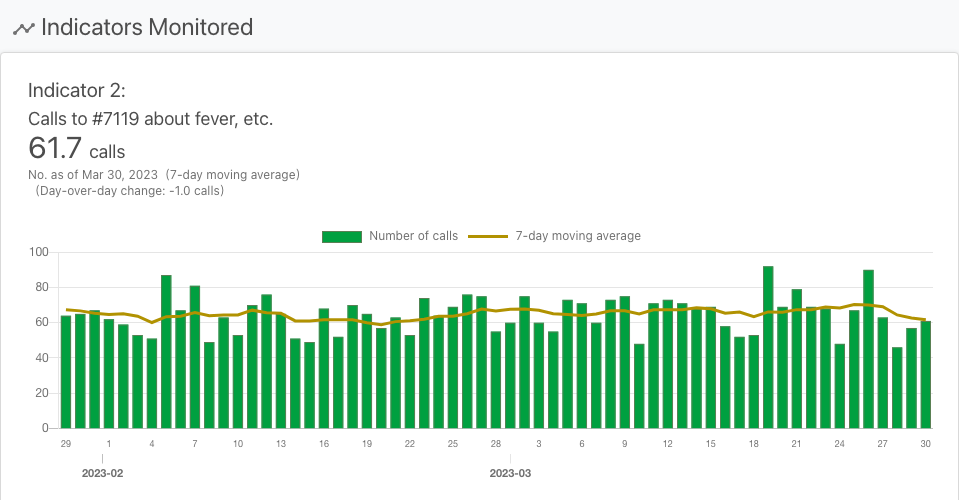 Indicators Monitored
Indicator 2:
Calls to #7119 about fever, etc.
61.7 calls
No. as of Mar 30, 2023 (7-day moving average)
(Day-over-day change: -1.0 calls)
Number of calls 7-day moving average
100
80
60
40
20
0
29 1 4 7 10 13 16 19 22 25 28 3 6 9 12 15 18 21 24 27 30
2023-02 2023-03